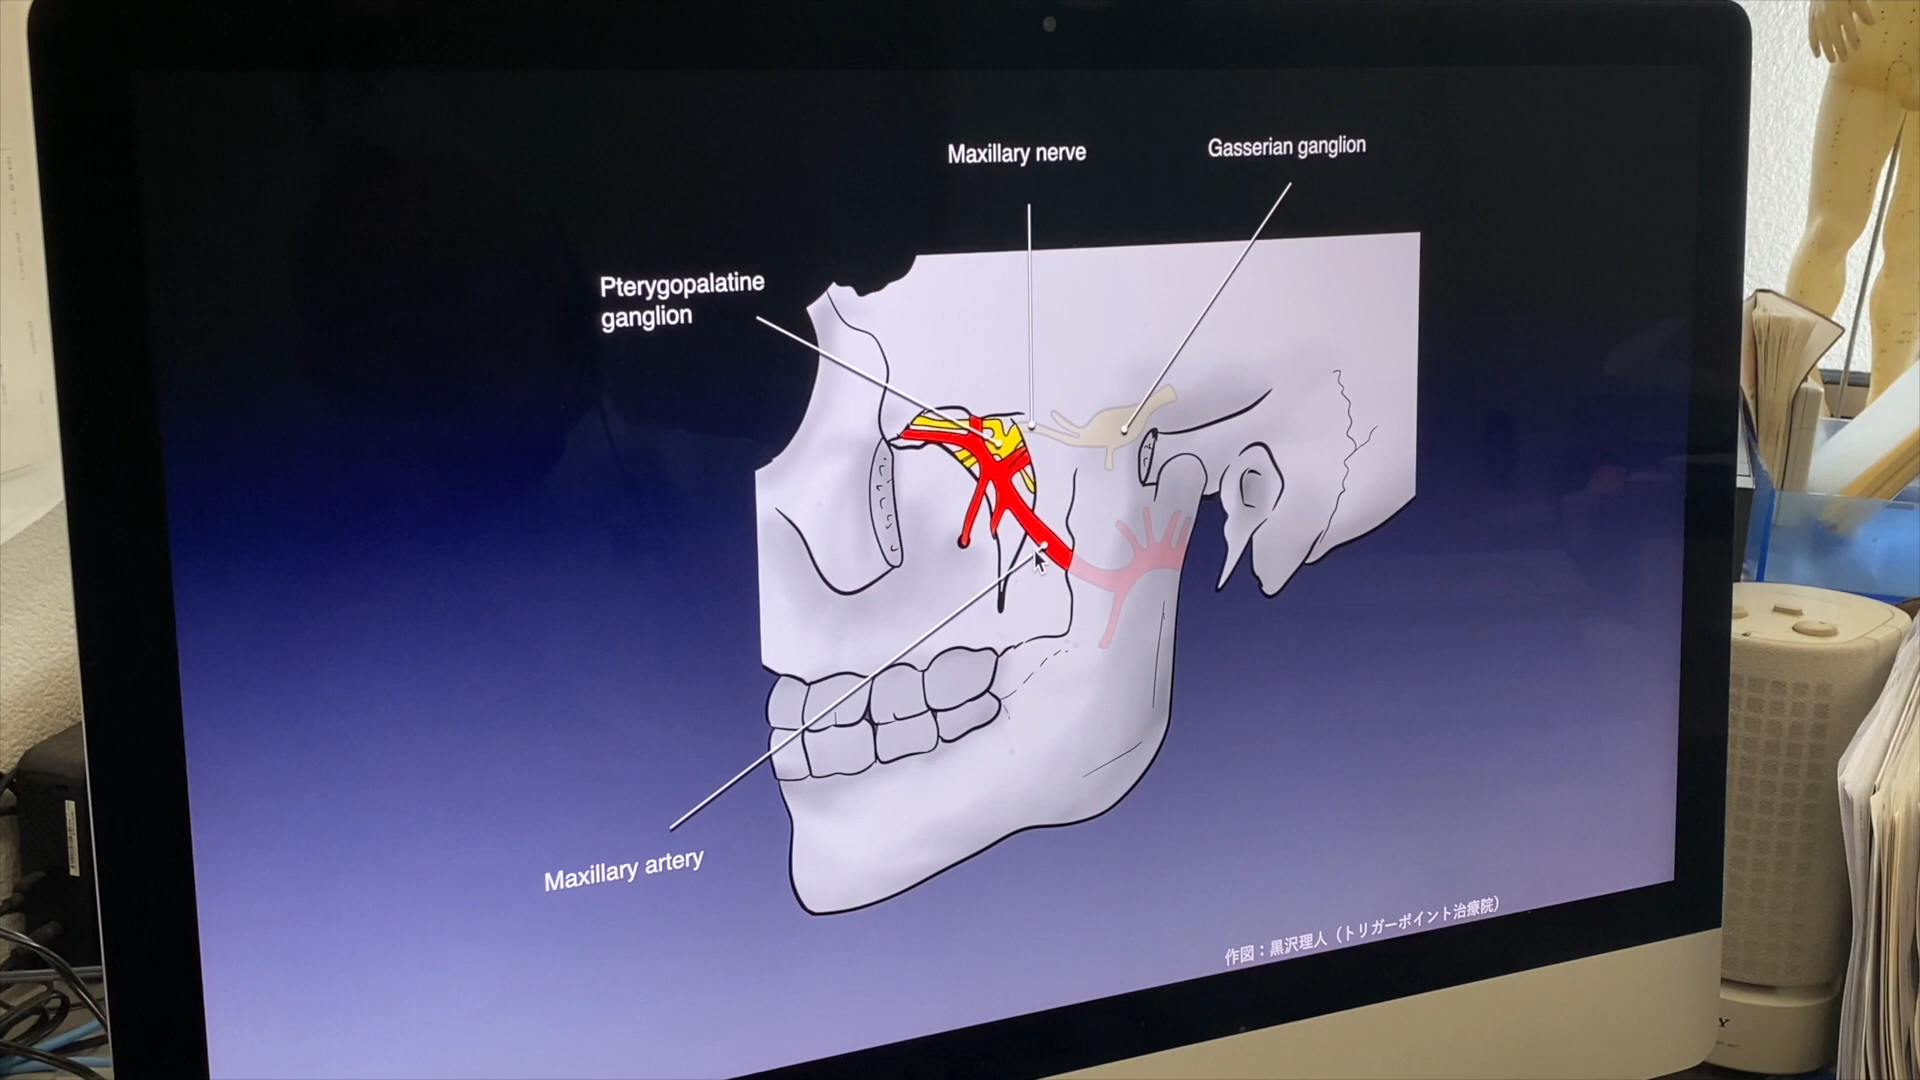 Maxillary nerve
Gasserian ganglion
Pterygopalatine
ganglion
Maxillary artery
作図：黒沢理人（トリガーポイント治療院）